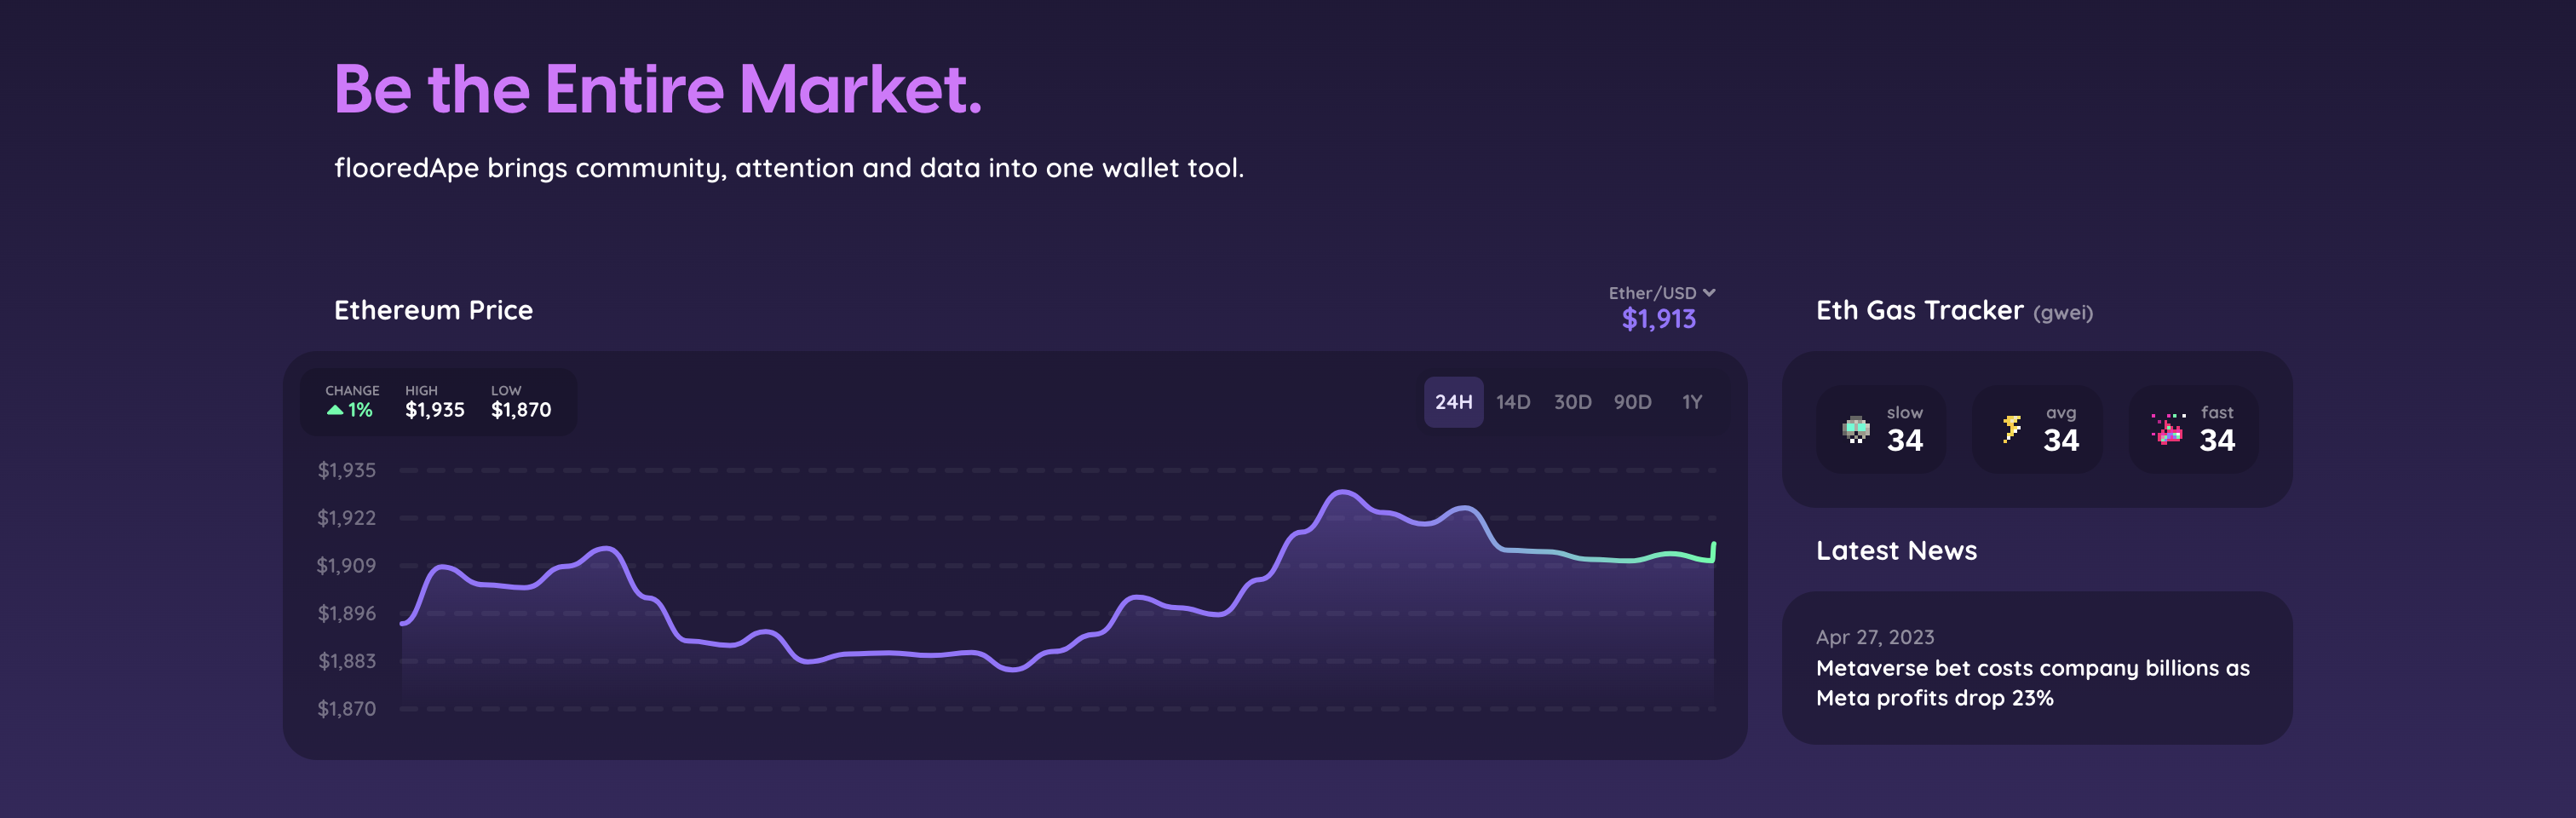 Be the Entire Market.
flooredApe brings community, attention and data into one wallet tool.
Ethereum Price
Ether/USD
$1,913
CHANGE HIGH LOW
1% $1,935 $1,870
24H 14D 30D 90D 1Y
$1,935
$1,922
$1,909
$1,896
$1,883
$1,870
Eth Gas Tracker (gwei)
slow avg fast
34 34 34
Latest News
Apr 27, 2023
Metaverse bet costs company billions as
Meta profits drop 23%